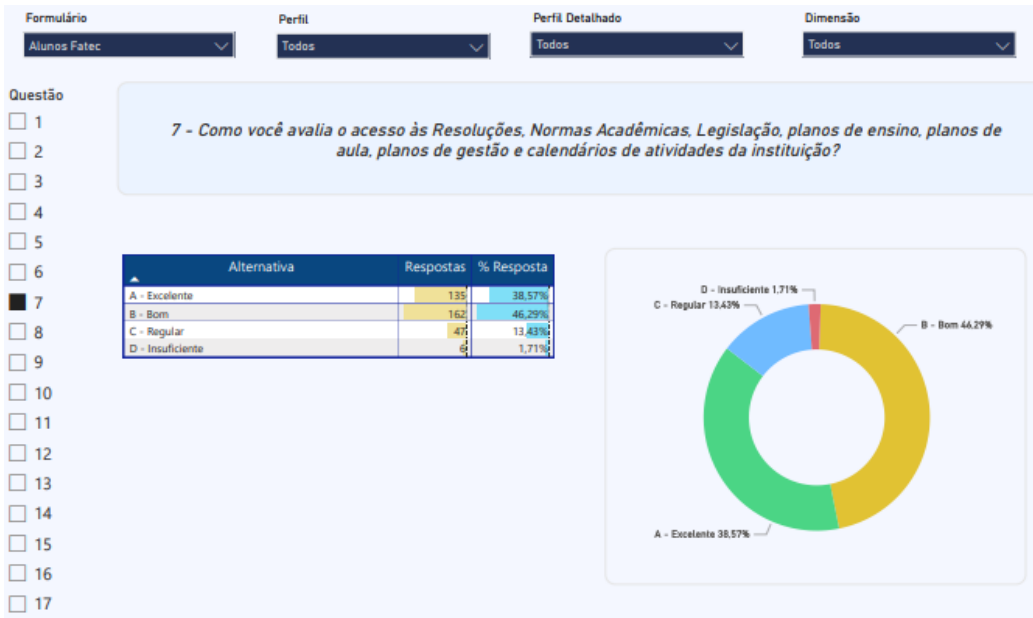 Formulário
Perfil
Perfil Detalhado
Dimensão
Alunos Fatec
Todos
Todos
Todos
Questão
1
2
3
4
5
6
7
8
9
10
11
12
13
14
15
16
17
7 - Como você avalia o acesso às Resoluções, Normas Acadêmicas, Legislação, planos de ensino, planos de
aula, planos de gestão e calendários de atividades da instituição?
Alternativa Respostas % Resposta
A - Excelente 135 38,57%
B - Bom 162 46,29%
C - Regular 47 13,43%
D - Insuficiente 6 1,71%
D - Insuficiente 1,71%
C - Regular 13,43%
B - Bom 46,29%
A - Excelente 38,57%